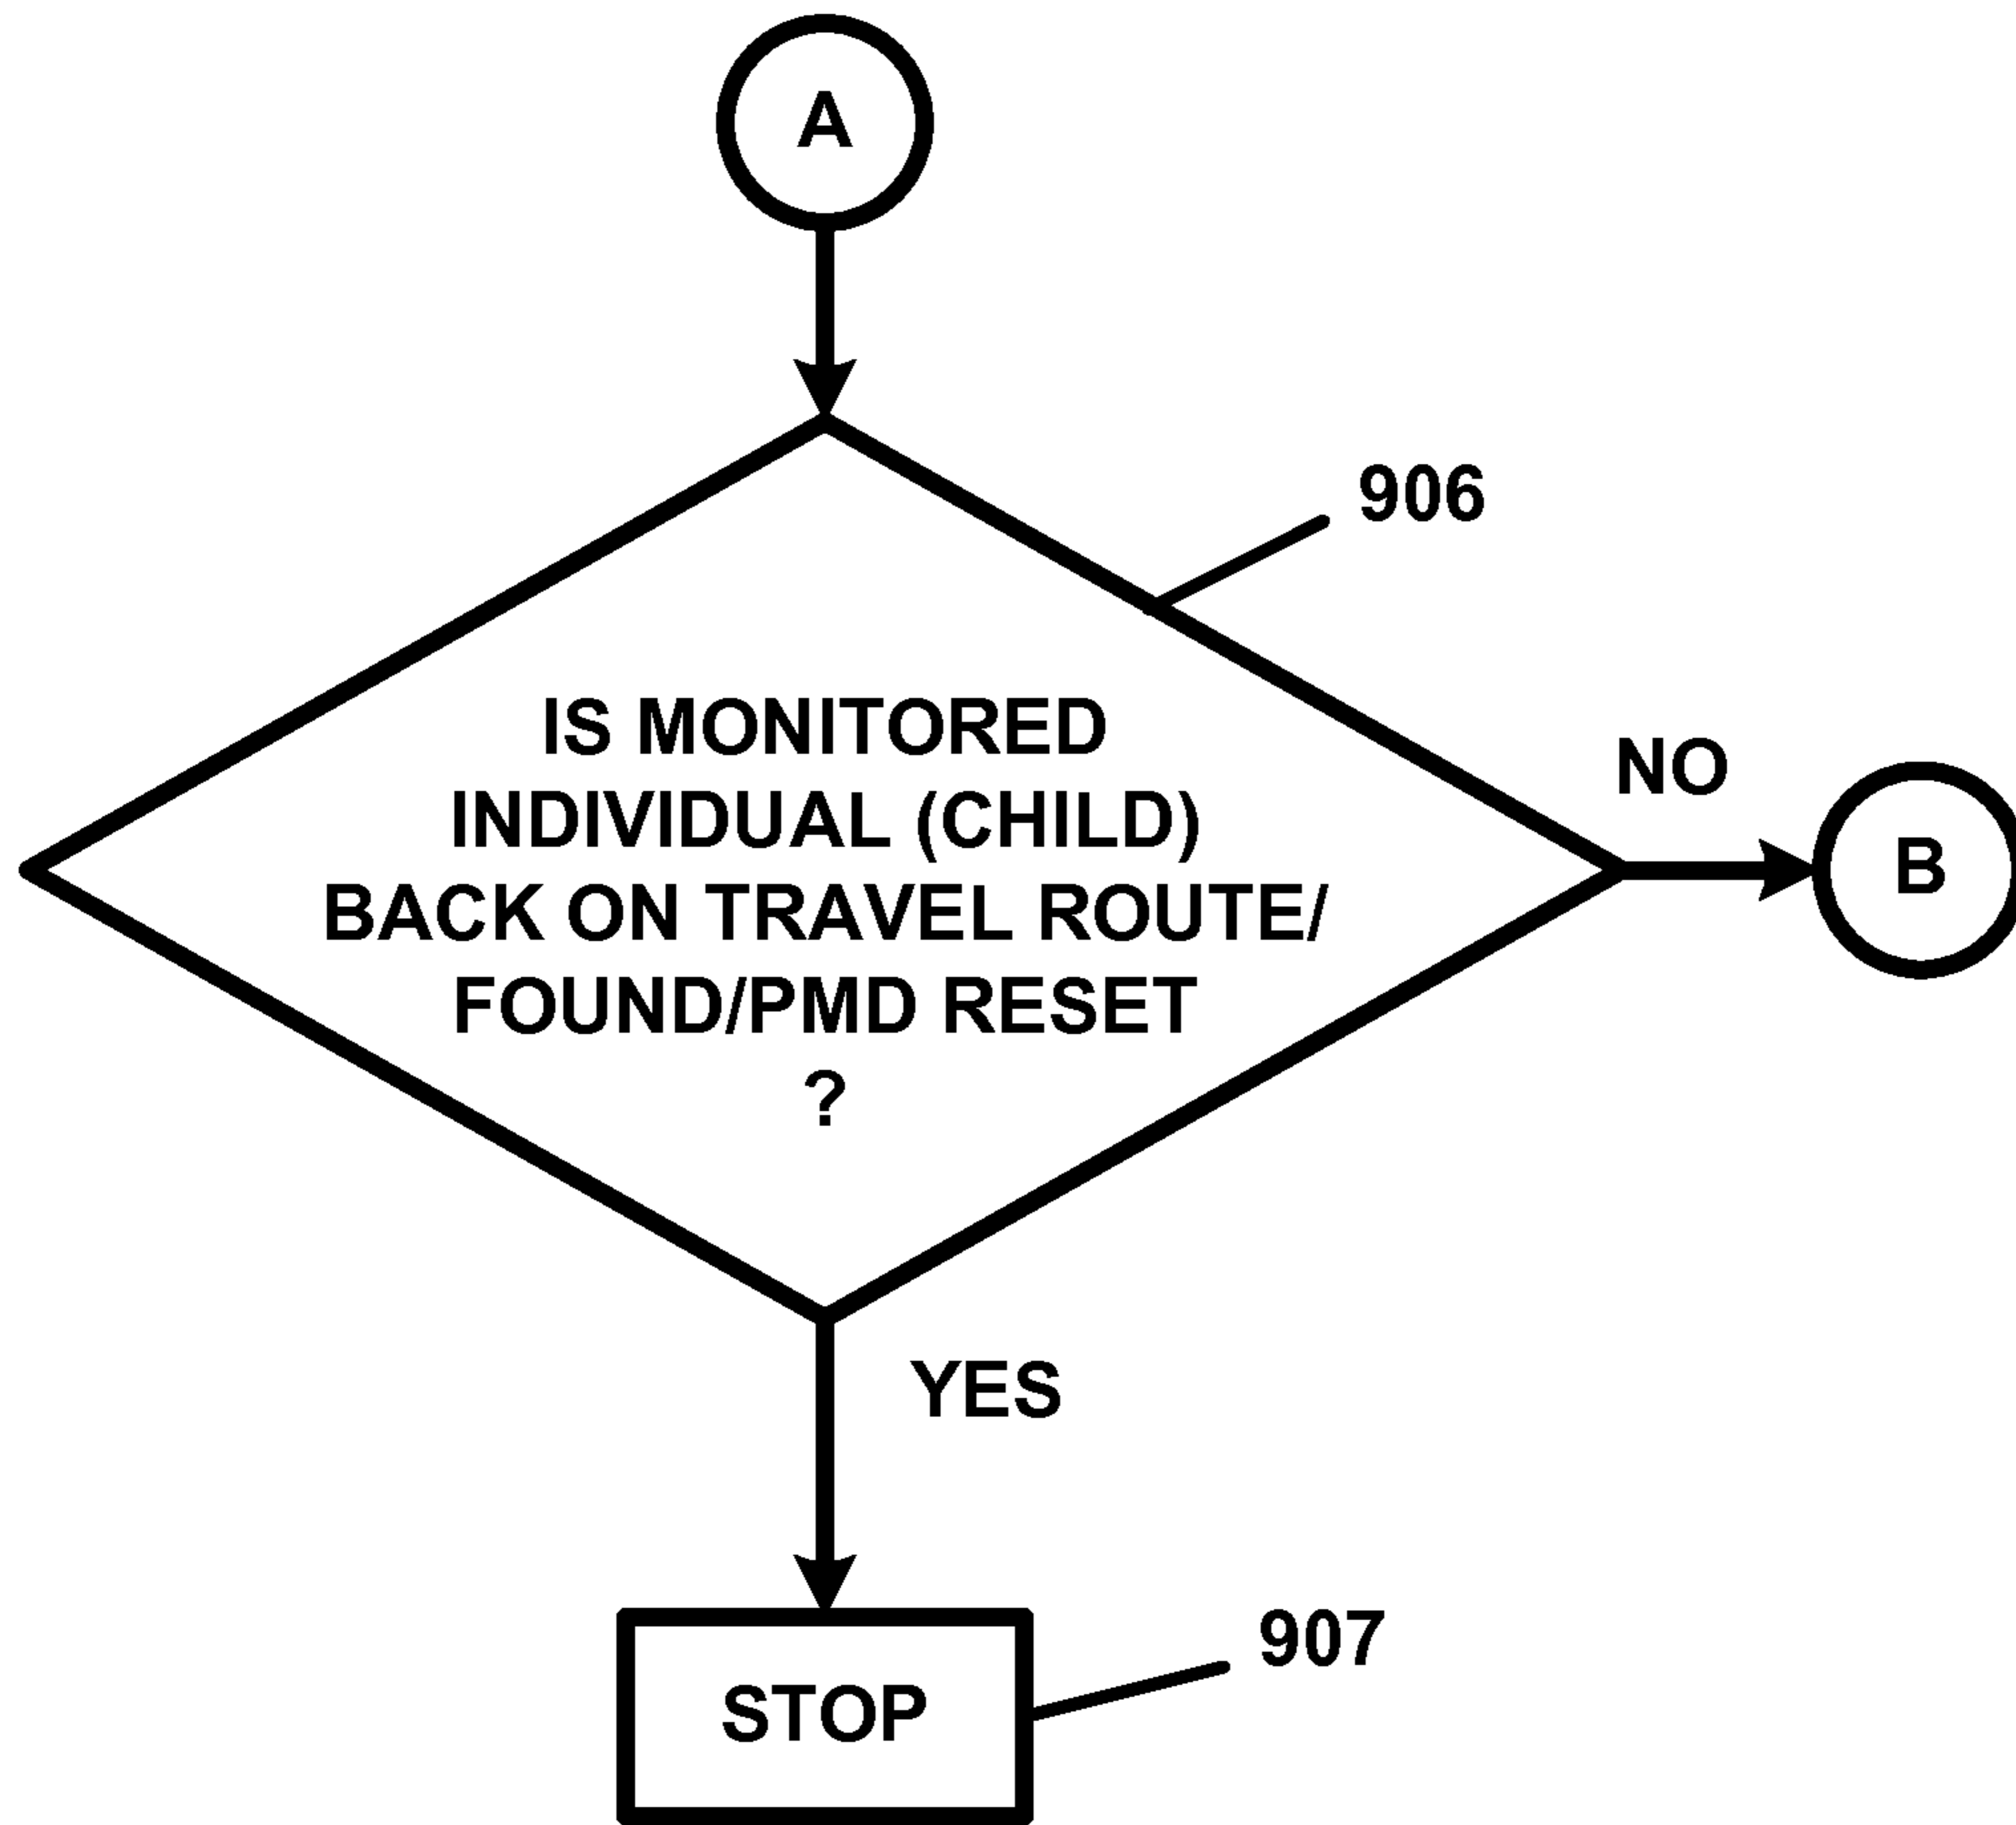 A
906
IS MONITORED
INDIVIDUAL (CHILD)
BACK ON TRAVEL ROUTE/
FOUND/PMD RESET
?
NO
B
YES
907
STOP